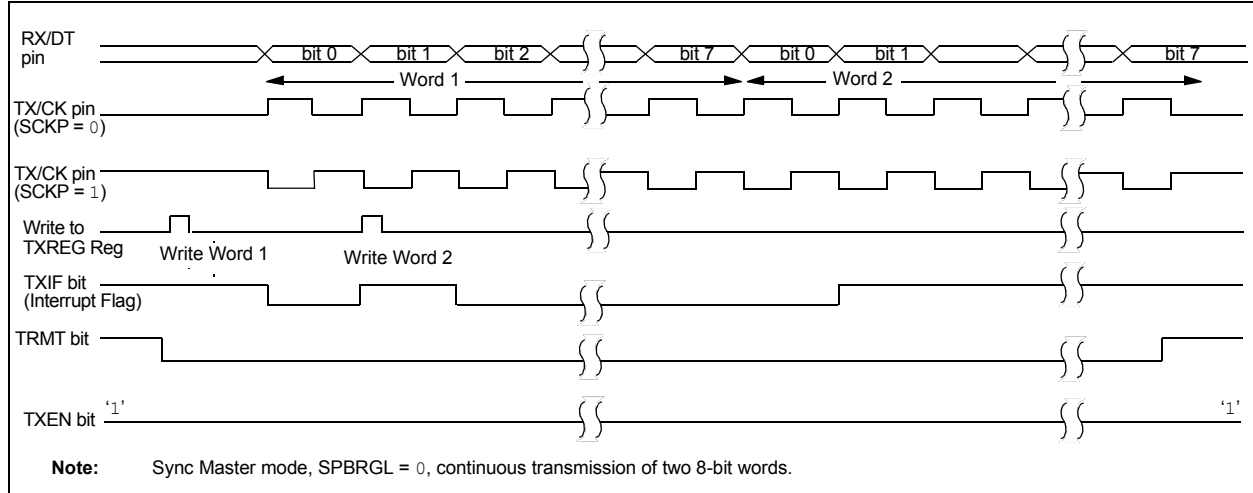 RX/DT
pin
bit 0 bit 1 bit 2 bit 7 bit 0 bit 1 bit 7
Word 1 Word 2
TX/CK pin
(SCKP = 0)
TX/CK pin
(SCKP = 1)
Write to
TXREG Reg
Write Word 1 Write Word 2
TXIF bit
(Interrupt Flag)
TRMT bit
TXEN bit ‘1’ ‘1’
Note: Sync Master mode, SPBRGL = 0, continuous transmission of two 8-bit words.